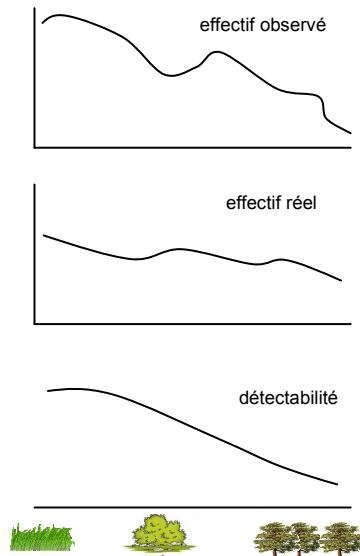 effectif observé
effectif réel
détectabilité